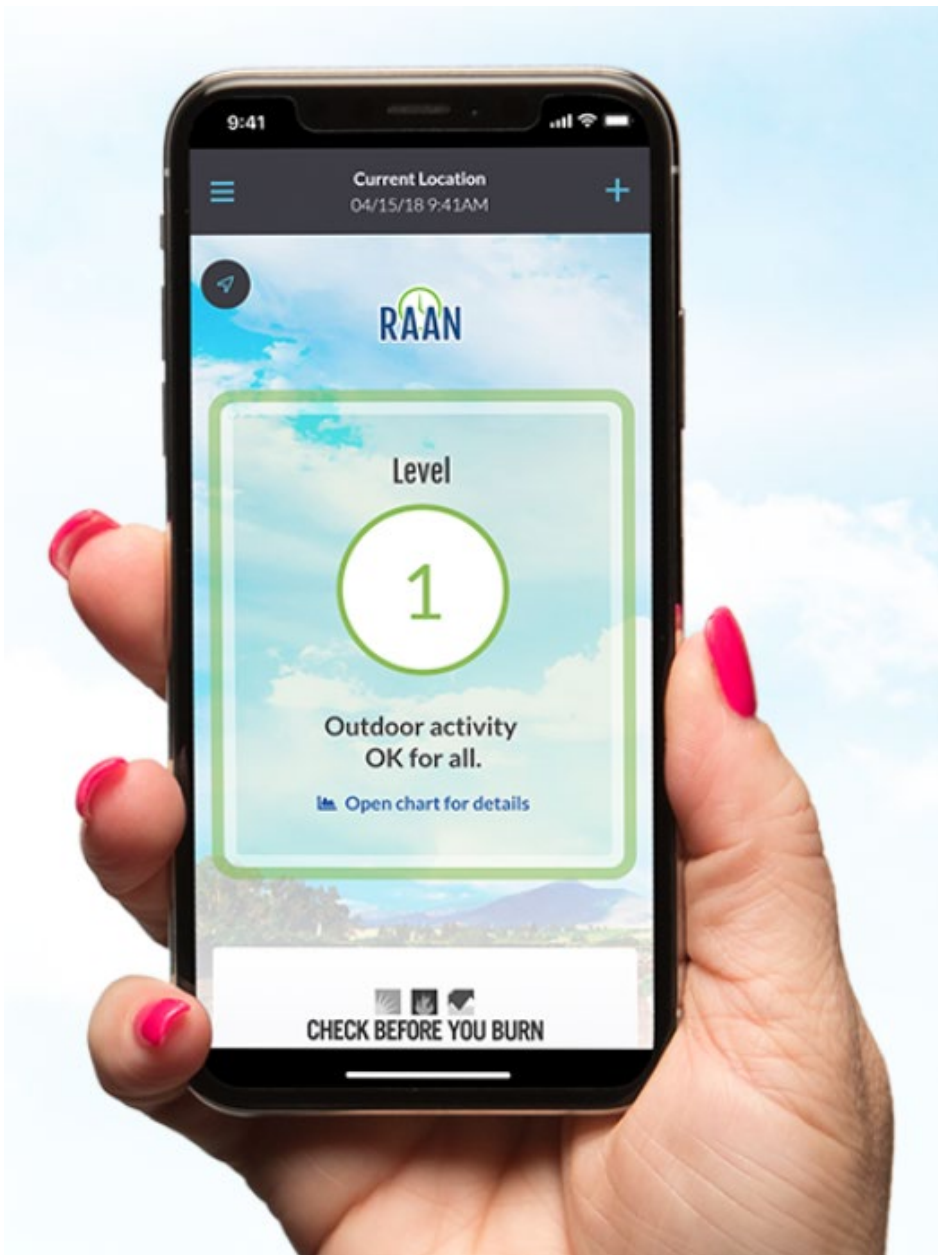 9:41
Current Location
04/15/18 9:41AM
RAAN
Level
1
Outdoor activity
OK for all.
Open chart for details
CHECK BEFORE YOU BURN